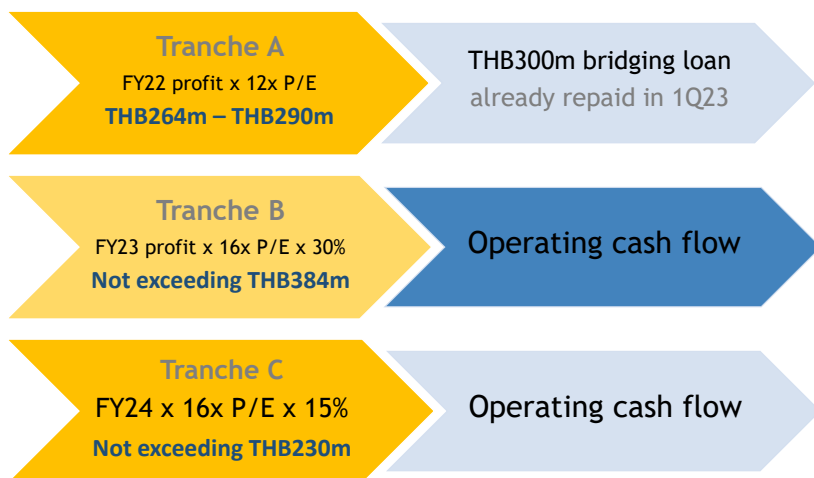 Tranche A
FY22 profit x 12x P/E
THB264m – THB290m
THB300m bridging loan
already repaid in 1Q23
Tranche B
FY23 profit x 16x P/E x 30%
Not exceeding THB384m
Operating cash flow
Tranche C
FY24 x 16x P/E x 15%
Not exceeding THB230m
Operating cash flow